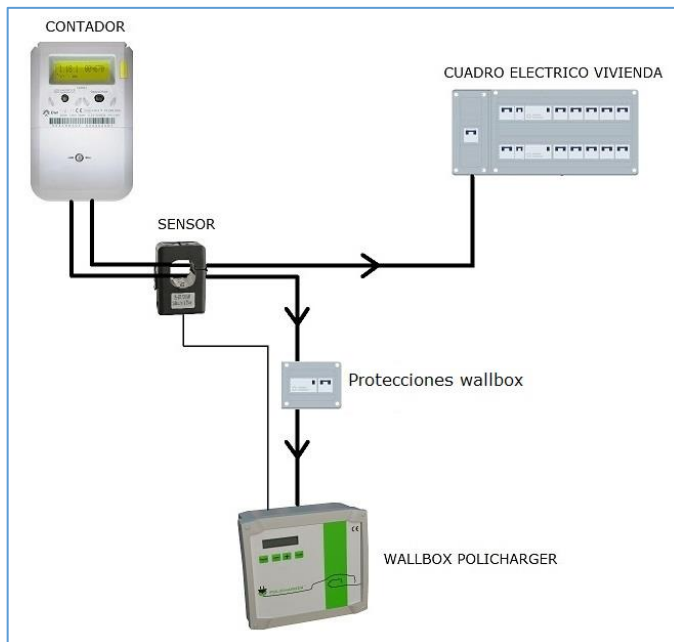 CONTADOR
CUADRO ELECTRICO VIVIENDA
SENSOR
Protecciones wallbox
WALLBOX POLICHARGER